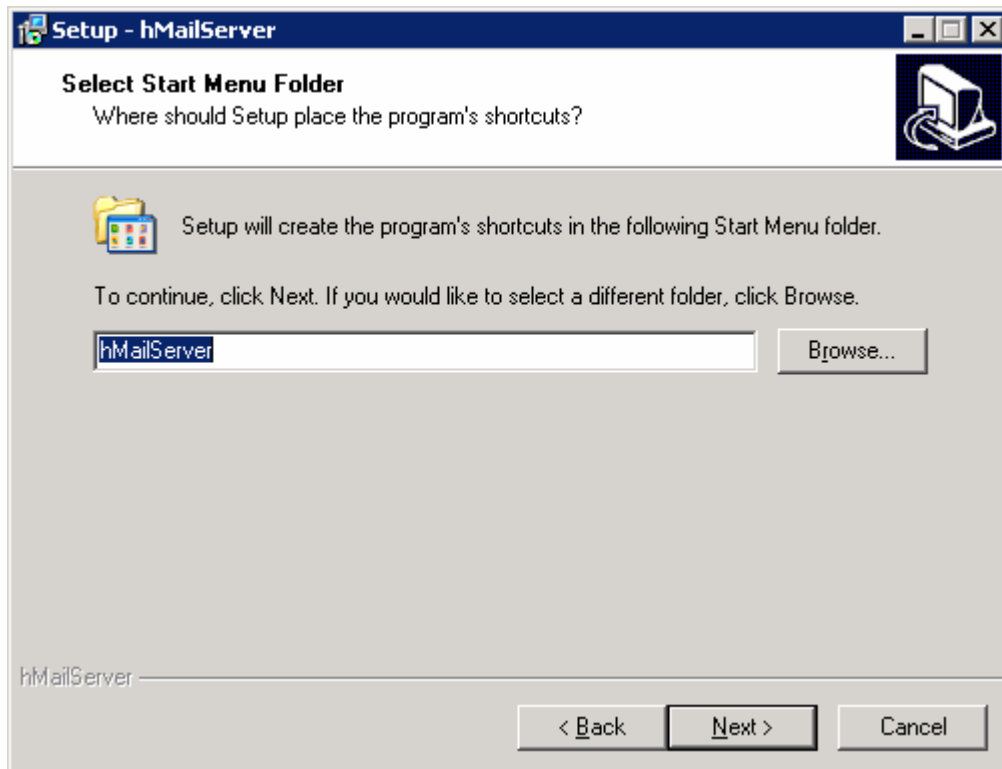 Setup - hMailServer
Select Start Menu Folder
Where should Setup place the program's shortcuts?
Setup will create the program's shortcuts in the following Start Menu folder.
To continue, click Next. If you would like to select a different folder, click Browse.
hMailServer
Browse...
hMailServer
< Back
Next >
Cancel